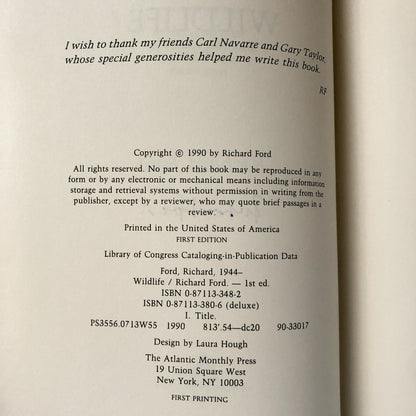 WILDLIFE
I wish to thank my friends Carl Navarre and Gary Taylor,
whose special generosities helped me write this book.
RF
Copyright © 1990 by Richard Ford
All rights reserved. No part of this book may be reproduced in any
form or by any electronic or mechanical means including information
storage and retrieval systems without permission in writing from the
publisher, except by a reviewer, who may quote brief passages in a
review.
Printed in the United States of America
FIRST EDITION
Library of Congress Cataloging-in-Publication Data
Ford, Richard, 1944–
Wildlife / Richard Ford. — 1st ed.
ISBN 0-87113-348-2
ISBN 0-87113-380-6 (deluxe)
I. Title.
PS3556.0713W55 1990 813'.54—dc20 90-33017
Design by Laura Hough
The Atlantic Monthly Press
19 Union Square West
New York, NY 10003
FIRST PRINTING